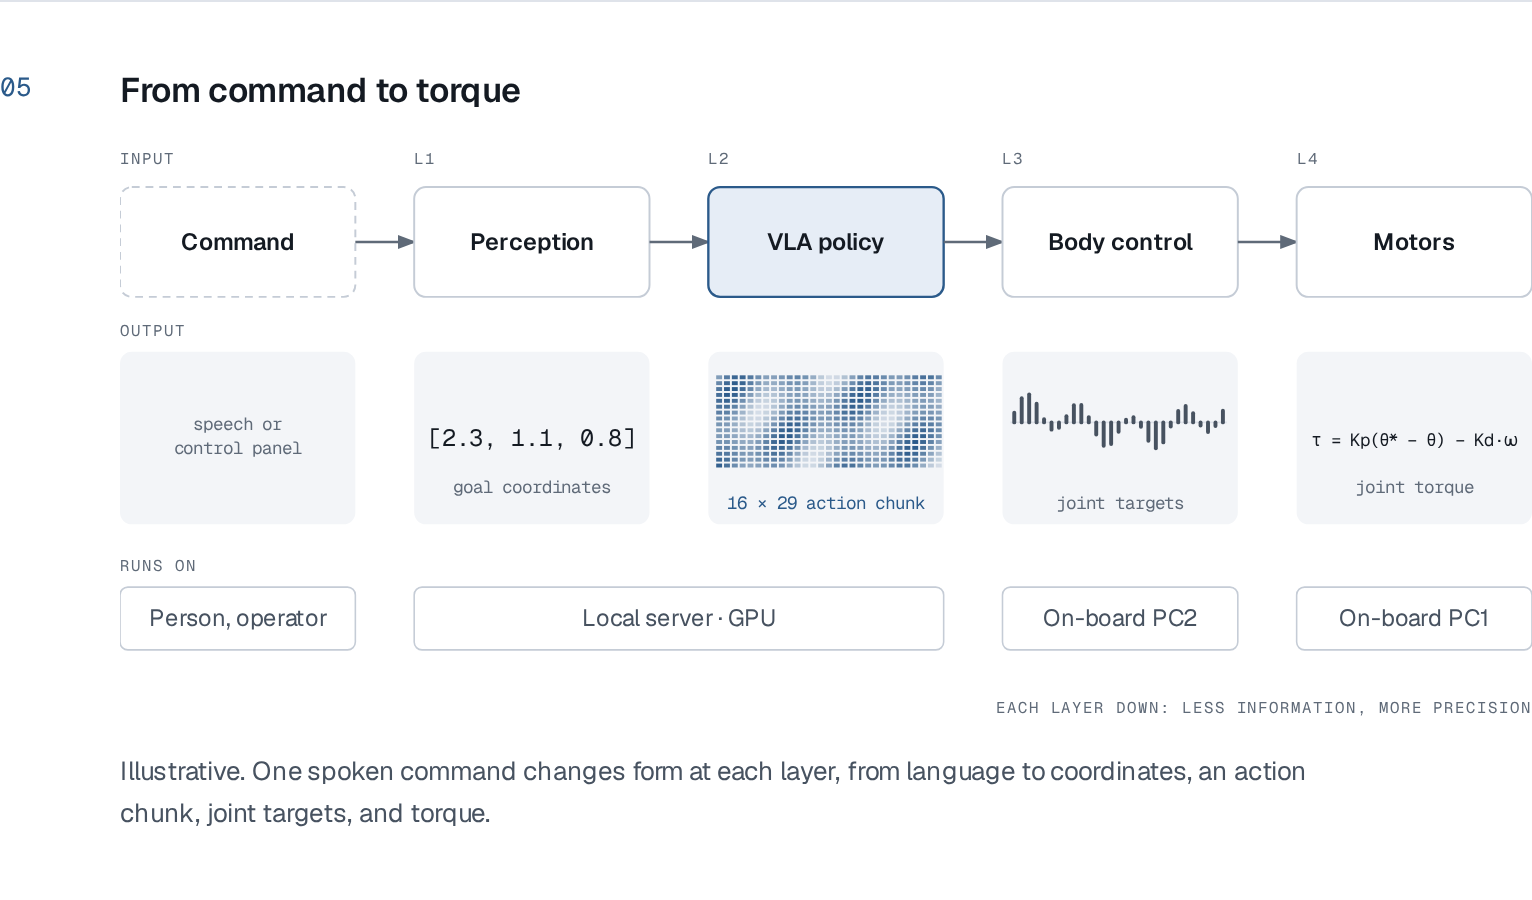 05
From command to torque
INPUT
L1
L2
L3
L4
Command
Perception
VLA policy
Body control
Motors
OUTPUT
speech or
control panel
[2.3, 1.1, 0.8]
goal coordinates
16 × 29 action chunk
joint targets
τ = Kp(θ* − θ) − Kd·ω
joint torque
RUNS ON
Person, operator
Local server · GPU
On-board PC2
On-board PC1
EACH LAYER DOWN: LESS INFORMATION, MORE PRECISION
Illustrative. One spoken command changes form at each layer, from language to coordinates, an action
chunk, joint targets, and torque.